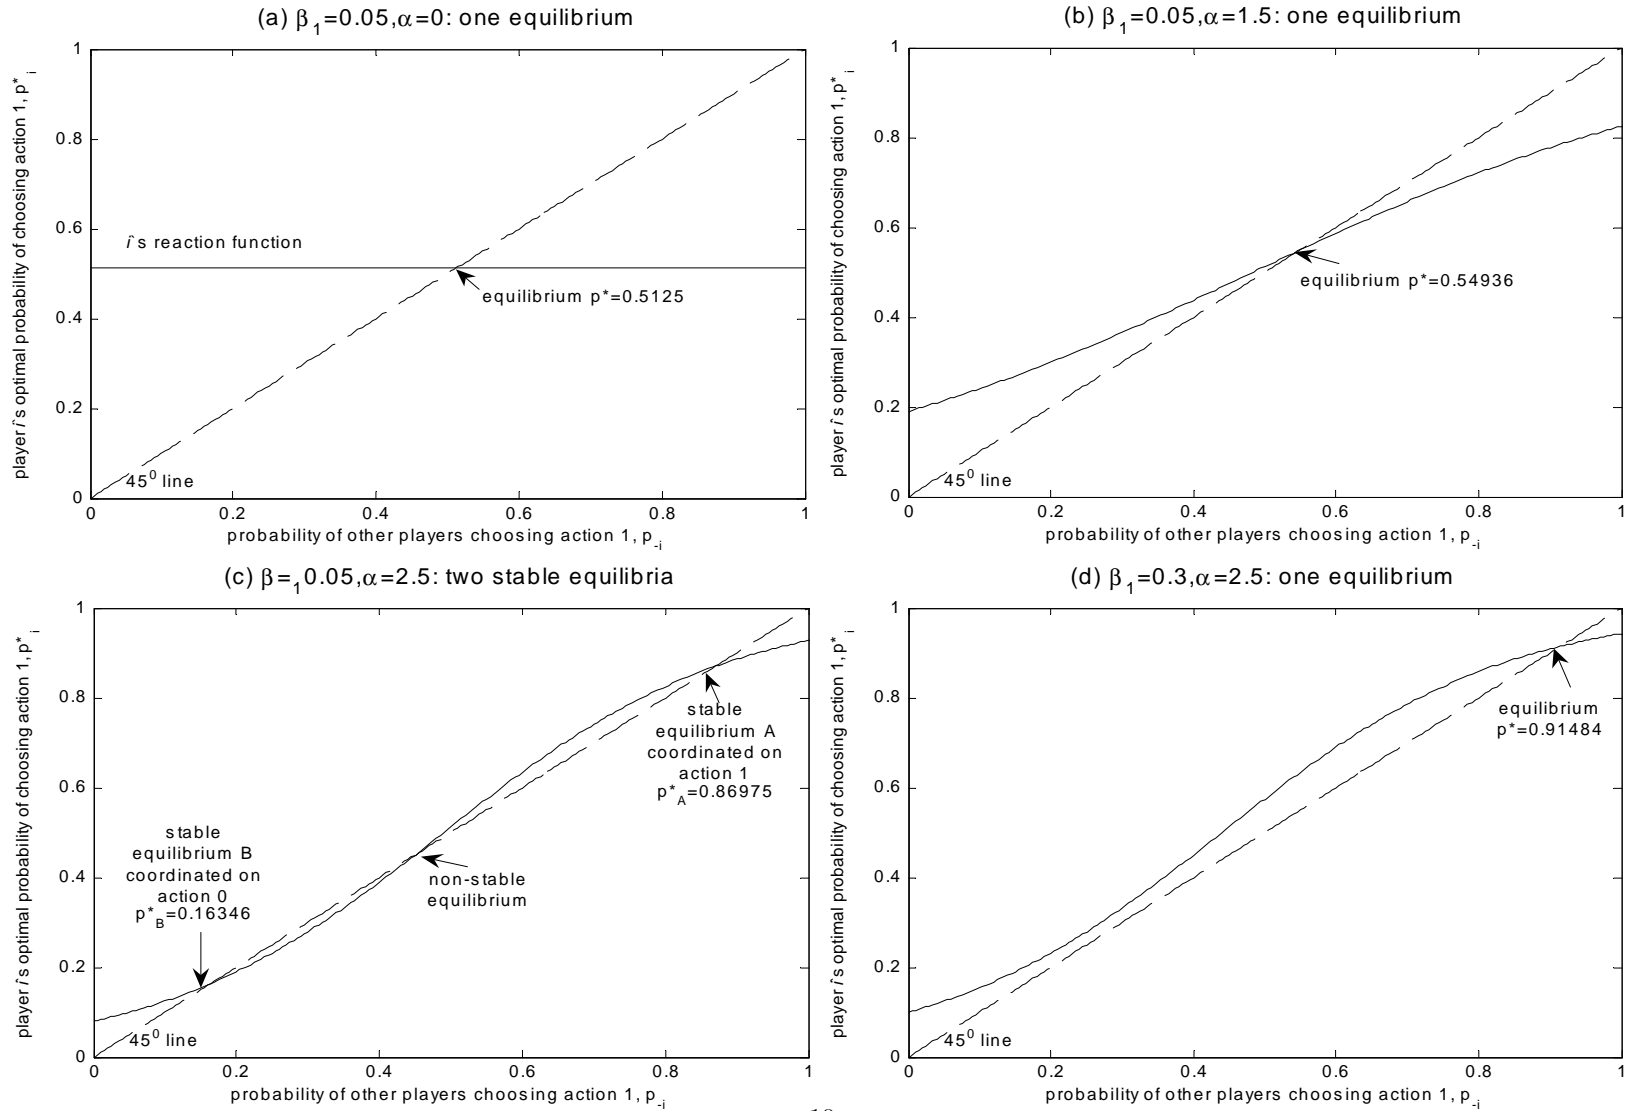 (a) β1=0.05,α=0: one equilibrium
player i`s optimal probability of choosing action 1, p*i
1
0.8
0.6
0.4
0.2
0
i`s reaction function
equilibrium p*=0.5125
45⁰ line
0 0.2 0.4 0.6 0.8 1
probability of other players choosing action 1, p-i
(b) β1=0.05,α=1.5: one equilibrium
player i`s optimal probability of choosing action 1, p*i
1
0.8
0.6
0.4
0.2
0
equilibrium p*=0.54936
45⁰ line
0 0.2 0.4 0.6 0.8 1
probability of other players choosing action 1, p-i
(c) β=10.05,α=2.5: two stable equilibria
player i`s optimal probability of choosing action 1, p*i
1
0.8
0.6
0.4
0.2
0
stable
equilibrium A
coordinated on
action 1
p*A=0.86975
stable
equilibrium B
coordinated on
action 0
p*B=0.16346
non-stable
equilibrium
45⁰ line
0 0.2 0.4 0.6 0.8 1
probability of other players choosing action 1, p-i
(d) β1=0.3,α=2.5: one equilibrium
player i`s optimal probability of choosing action 1, p*i
1
0.8
0.6
0.4
0.2
0
equilibrium
p*=0.91484
45⁰ line
0 0.2 0.4 0.6 0.8 1
probability of other players choosing action 1, p-i